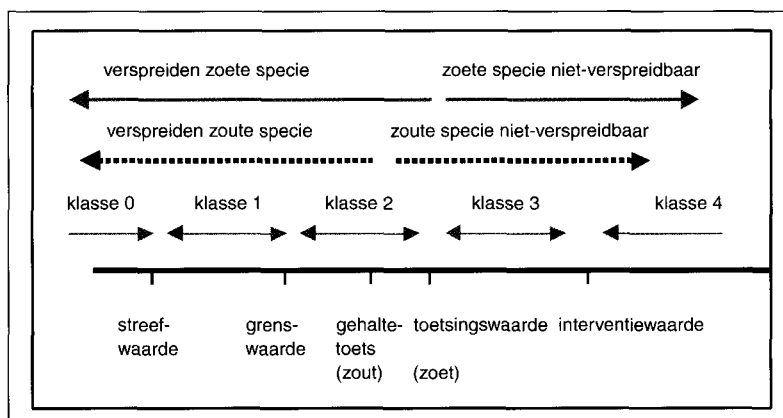 verspreiden zoete specie zoete specie niet-verspreidbaar
verspreiden zoute specie zoute specie niet-verspreidbaar
klasse 0 klasse 1 klasse 2 klasse 3 klasse 4
streef- grens- gehalte- toetsingswaarde interventiewaarde
waarde waarde toets
(zout) (zoet)